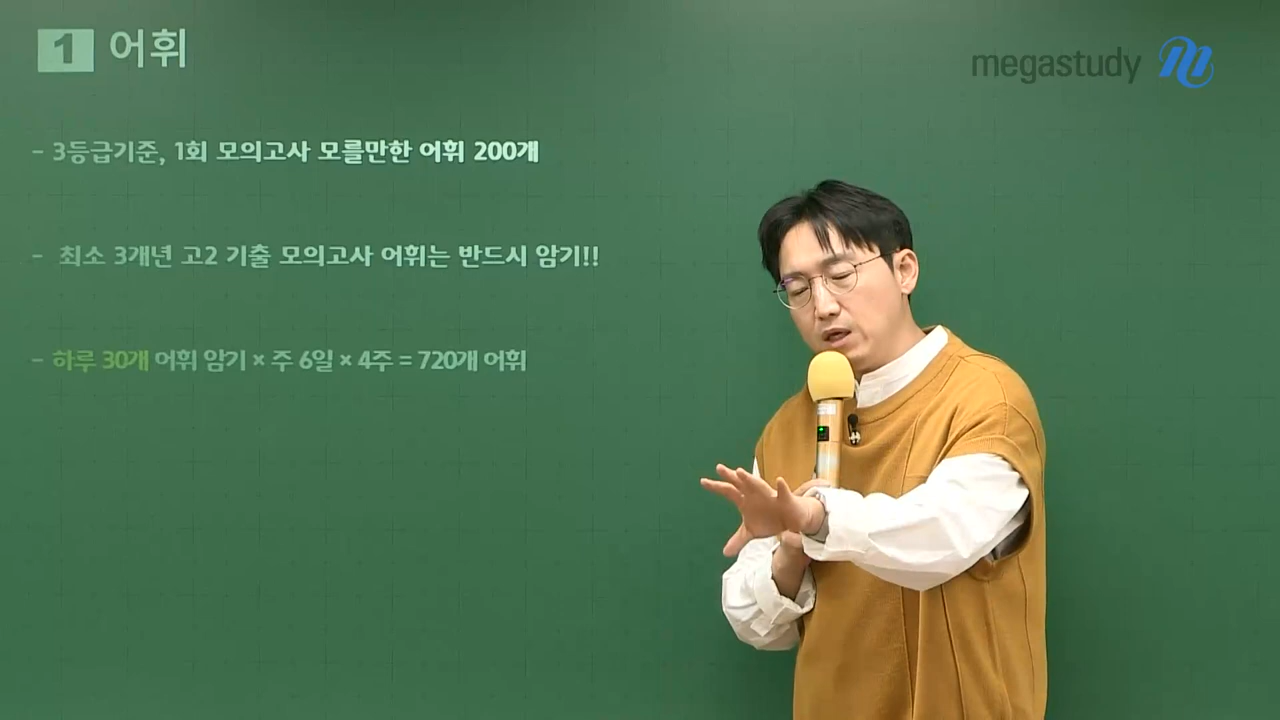 1 어휘
megastudy
- 3등급기준, 1회 모의고사 모를만한 어휘 200개
- 최소 3개년 고2 기출 모의고사 어휘는 반드시 암기!!
- 하루 30개 어휘 암기 × 주 6일 × 4주 = 720개 어휘